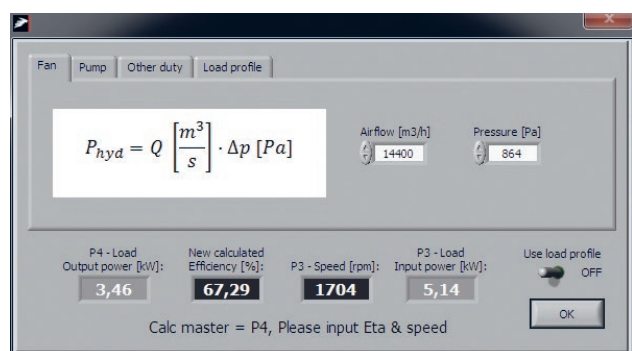 Fan Pump Other duty Load profile
P_hyd = Q [m³/s] · Δp [Pa]
Airflow [m3/h] Pressure [Pa]
14400 864
P4 - Load Output power [kW]: New calculated Efficiency [%]: P3 - Speed [rpm]: P3 - Load Input power [kW]: Use load profile
3,46 67,29 1704 5,14 OFF
OK
Calc master = P4, Please input Eta & speed